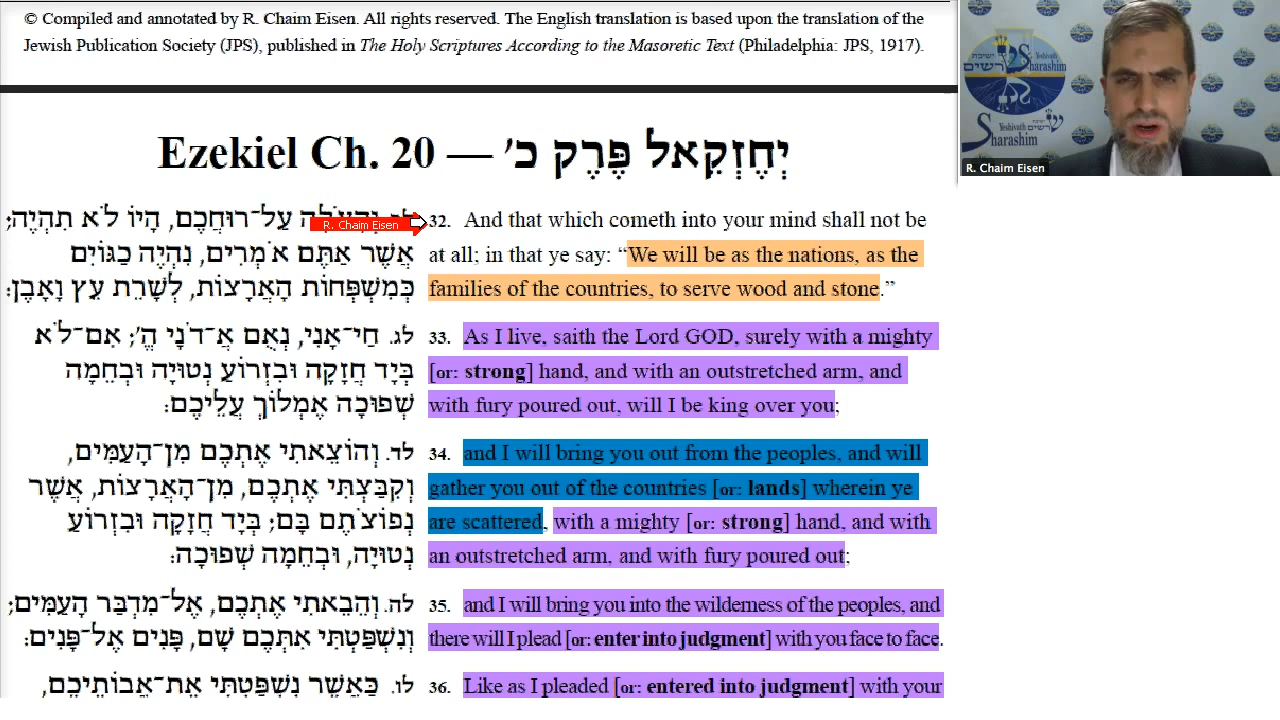 © Compiled and annotated by R. Chaim Eisen. All rights reserved. The English translation is based upon the translation of the
Jewish Publication Society (JPS), published in The Holy Scriptures According to the Masoretic Text (Philadelphia: JPS, 1917).
Ezekiel Ch. 20 — יְחֶזְקֵאל פֶּרֶק כ׳
עַל־רוּחֲכֶם, הָיוֹ לֹא תִהְיֶה;
אֲשֶׁר אַתֶּם אֹמְרִים, נִהְיֶה כַגּוֹיִם
כְּמִשְׁפְּחוֹת הָאֲרָצוֹת, לְשָׁרֵת עֵץ וָאָבֶן:
R. Chaim Eisen
32. And that which cometh into your mind shall not be
at all; in that ye say: “We will be as the nations, as the
families of the countries, to serve wood and stone.”
לג. חַי־אָנִי, נְאֻם אֲ־דֹנָי הֱ׳; אִם־לֹא
בְּיָד חֲזָקָה וּבִזְרוֹעַ נְטוּיָה וּבְחֵמָה
שְׁפוּכָה אֶמְלוֹךְ עֲלֵיכֶם:
33. As I live, saith the Lord GOD, surely with a mighty
[or: strong] hand, and with an outstretched arm, and
with fury poured out, will I be king over you;
לד. וְהוֹצֵאתִי אֶתְכֶם מִן־הָעַמִּים,
וְקִבַּצְתִּי אֶתְכֶם, מִן־הָאֲרָצוֹת, אֲשֶׁר
נְפוֹצֹתֶם בָּם; בְּיָד חֲזָקָה וּבִזְרוֹעַ
נְטוּיָה, וּבְחֵמָה שְׁפוּכָה:
34. and I will bring you out from the peoples, and will
gather you out of the countries [or: lands] wherein ye
are scattered, with a mighty [or: strong] hand, and with
an outstretched arm, and with fury poured out;
לה. וְהֵבֵאתִי אֶתְכֶם, אֶל־מִדְבַּר הָעַמִּים;
וְנִשְׁפַּטְתִּי אִתְּכֶם שָׁם, פָּנִים אֶל־פָּנִים:
35. and I will bring you into the wilderness of the peoples, and
there will I plead [or: enter into judgment] with you face to face.
לו. כַּאֲשֶׁר נִשְׁפַּטְתִּי אֶת־אֲבוֹתֵיכֶם,
36. Like as I pleaded [or: entered into judgment] with your
Yeshivath
Sharashim
R. Chaim Eisen